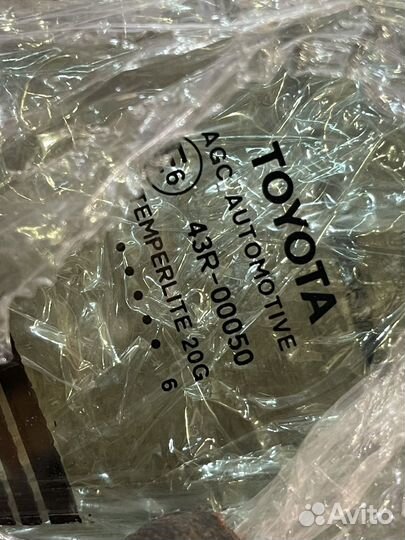 TOYOTA
AGC AUTOMOTIVE
E6 43R-00050
TEMPERLITE 20G
..... 6
Avito